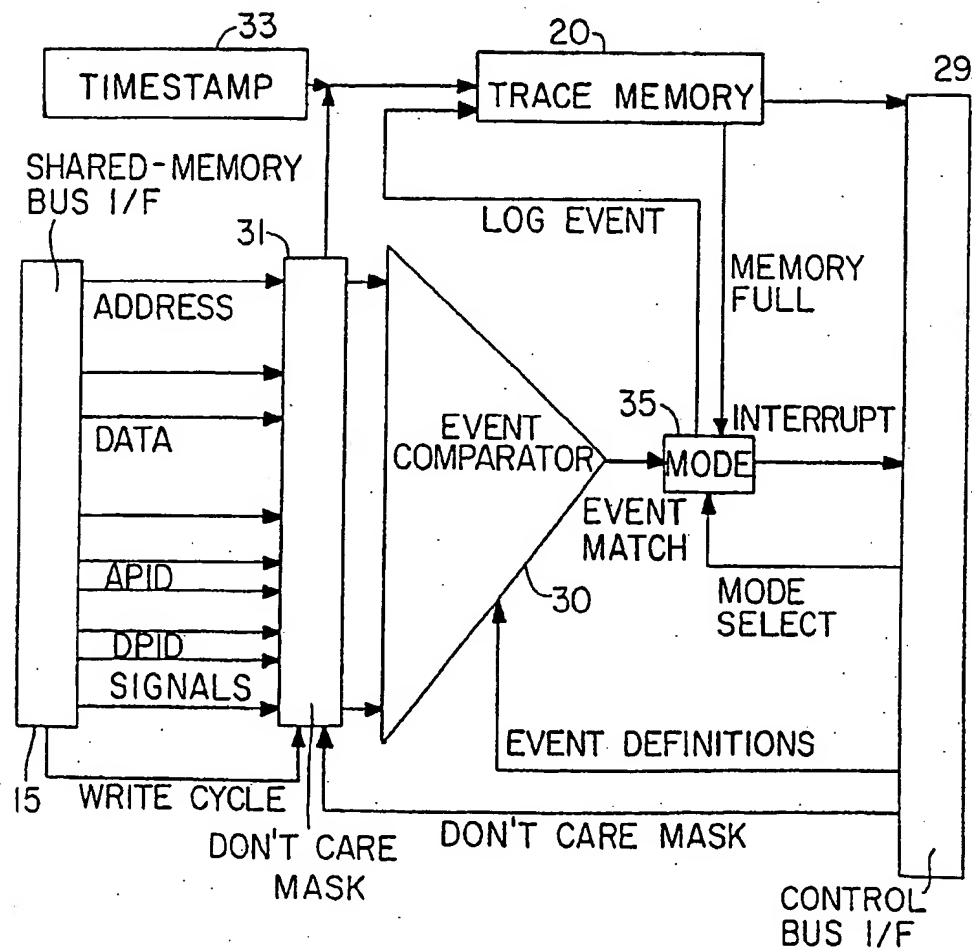 33
20
29
TIMESTAMP
TRACE MEMORY
SHARED-MEMORY
BUS I/F
31
LOG EVENT
MEMORY
FULL
ADDRESS
DATA
EVENT
COMPARATOR
35
INTERRUPT
MODE
EVENT
MATCH
APID
30
MODE
SELECT
DPID
SIGNALS
EVENT DEFINITIONS
15
WRITE CYCLE
DON'T CARE
MASK
DON'T CARE MASK
CONTROL
BUS I/F